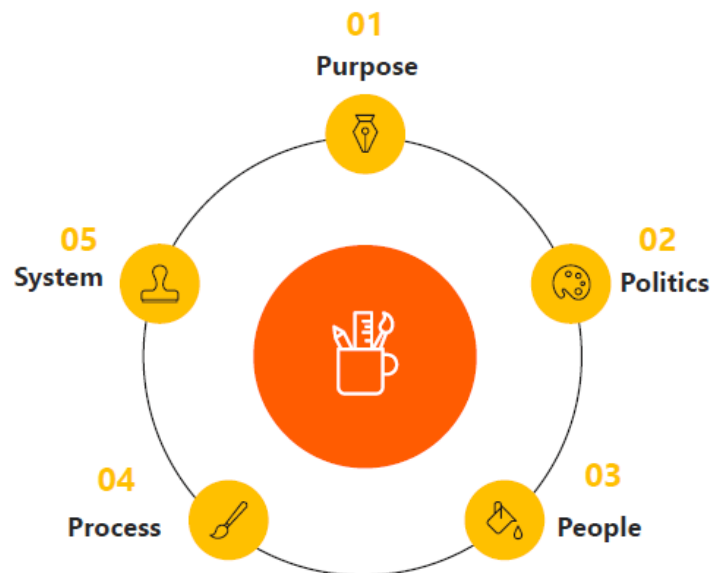 01
Purpose
02
Politics
03
People
04
Process
05
System